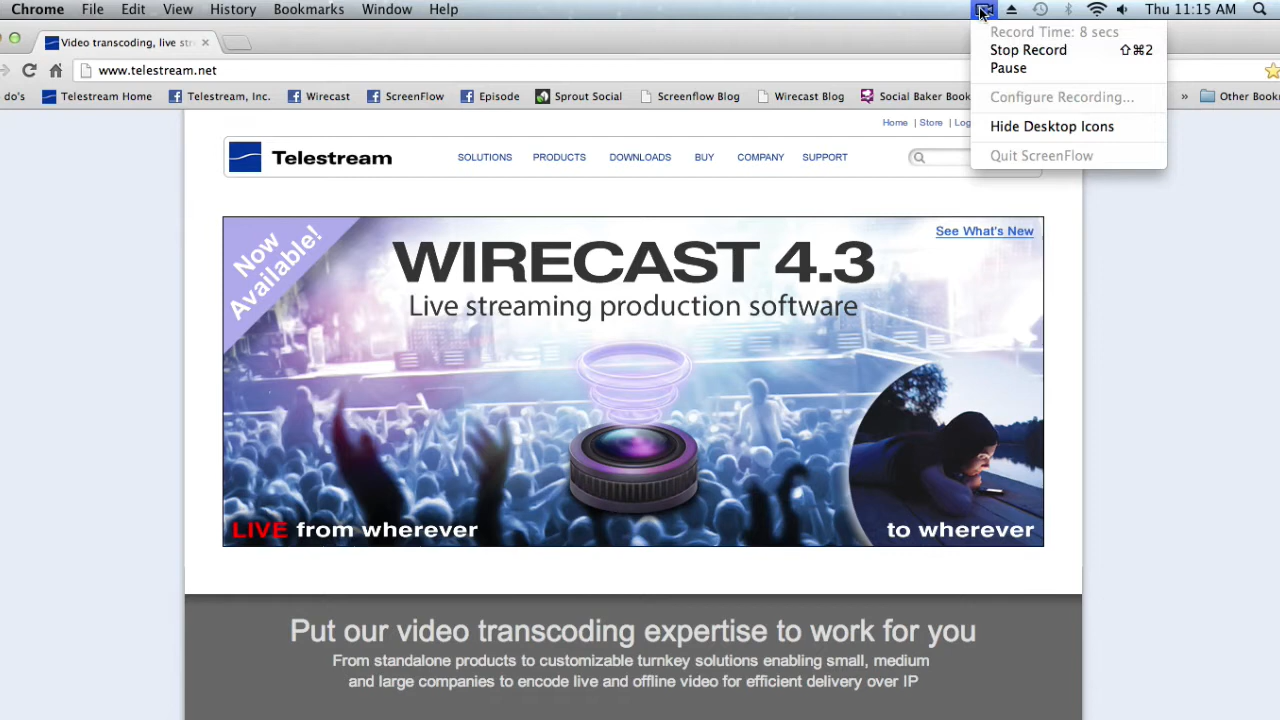 Chrome File Edit View History Bookmarks Window Help Thu 11:15 AM
Record Time: 8 secs
Stop Record ⇧⌘2
Pause
Configure Recording...
Hide Desktop Icons
Quit ScreenFlow
Video transcoding, live str
www.telestream.net
do's Telestream Home Telestream, Inc. Wirecast ScreenFlow Episode Sprout Social Screenflow Blog Wirecast Blog Social Baker Book » Other Book
Home | Store | Log
Telestream SOLUTIONS PRODUCTS DOWNLOADS BUY COMPANY SUPPORT
Now
Available!
See What's New
WIRECAST 4.3
Live streaming production software
LIVE from wherever to wherever
Put our video transcoding expertise to work for you
From standalone products to customizable turnkey solutions enabling small, medium
and large companies to encode live and offline video for efficient delivery over IP